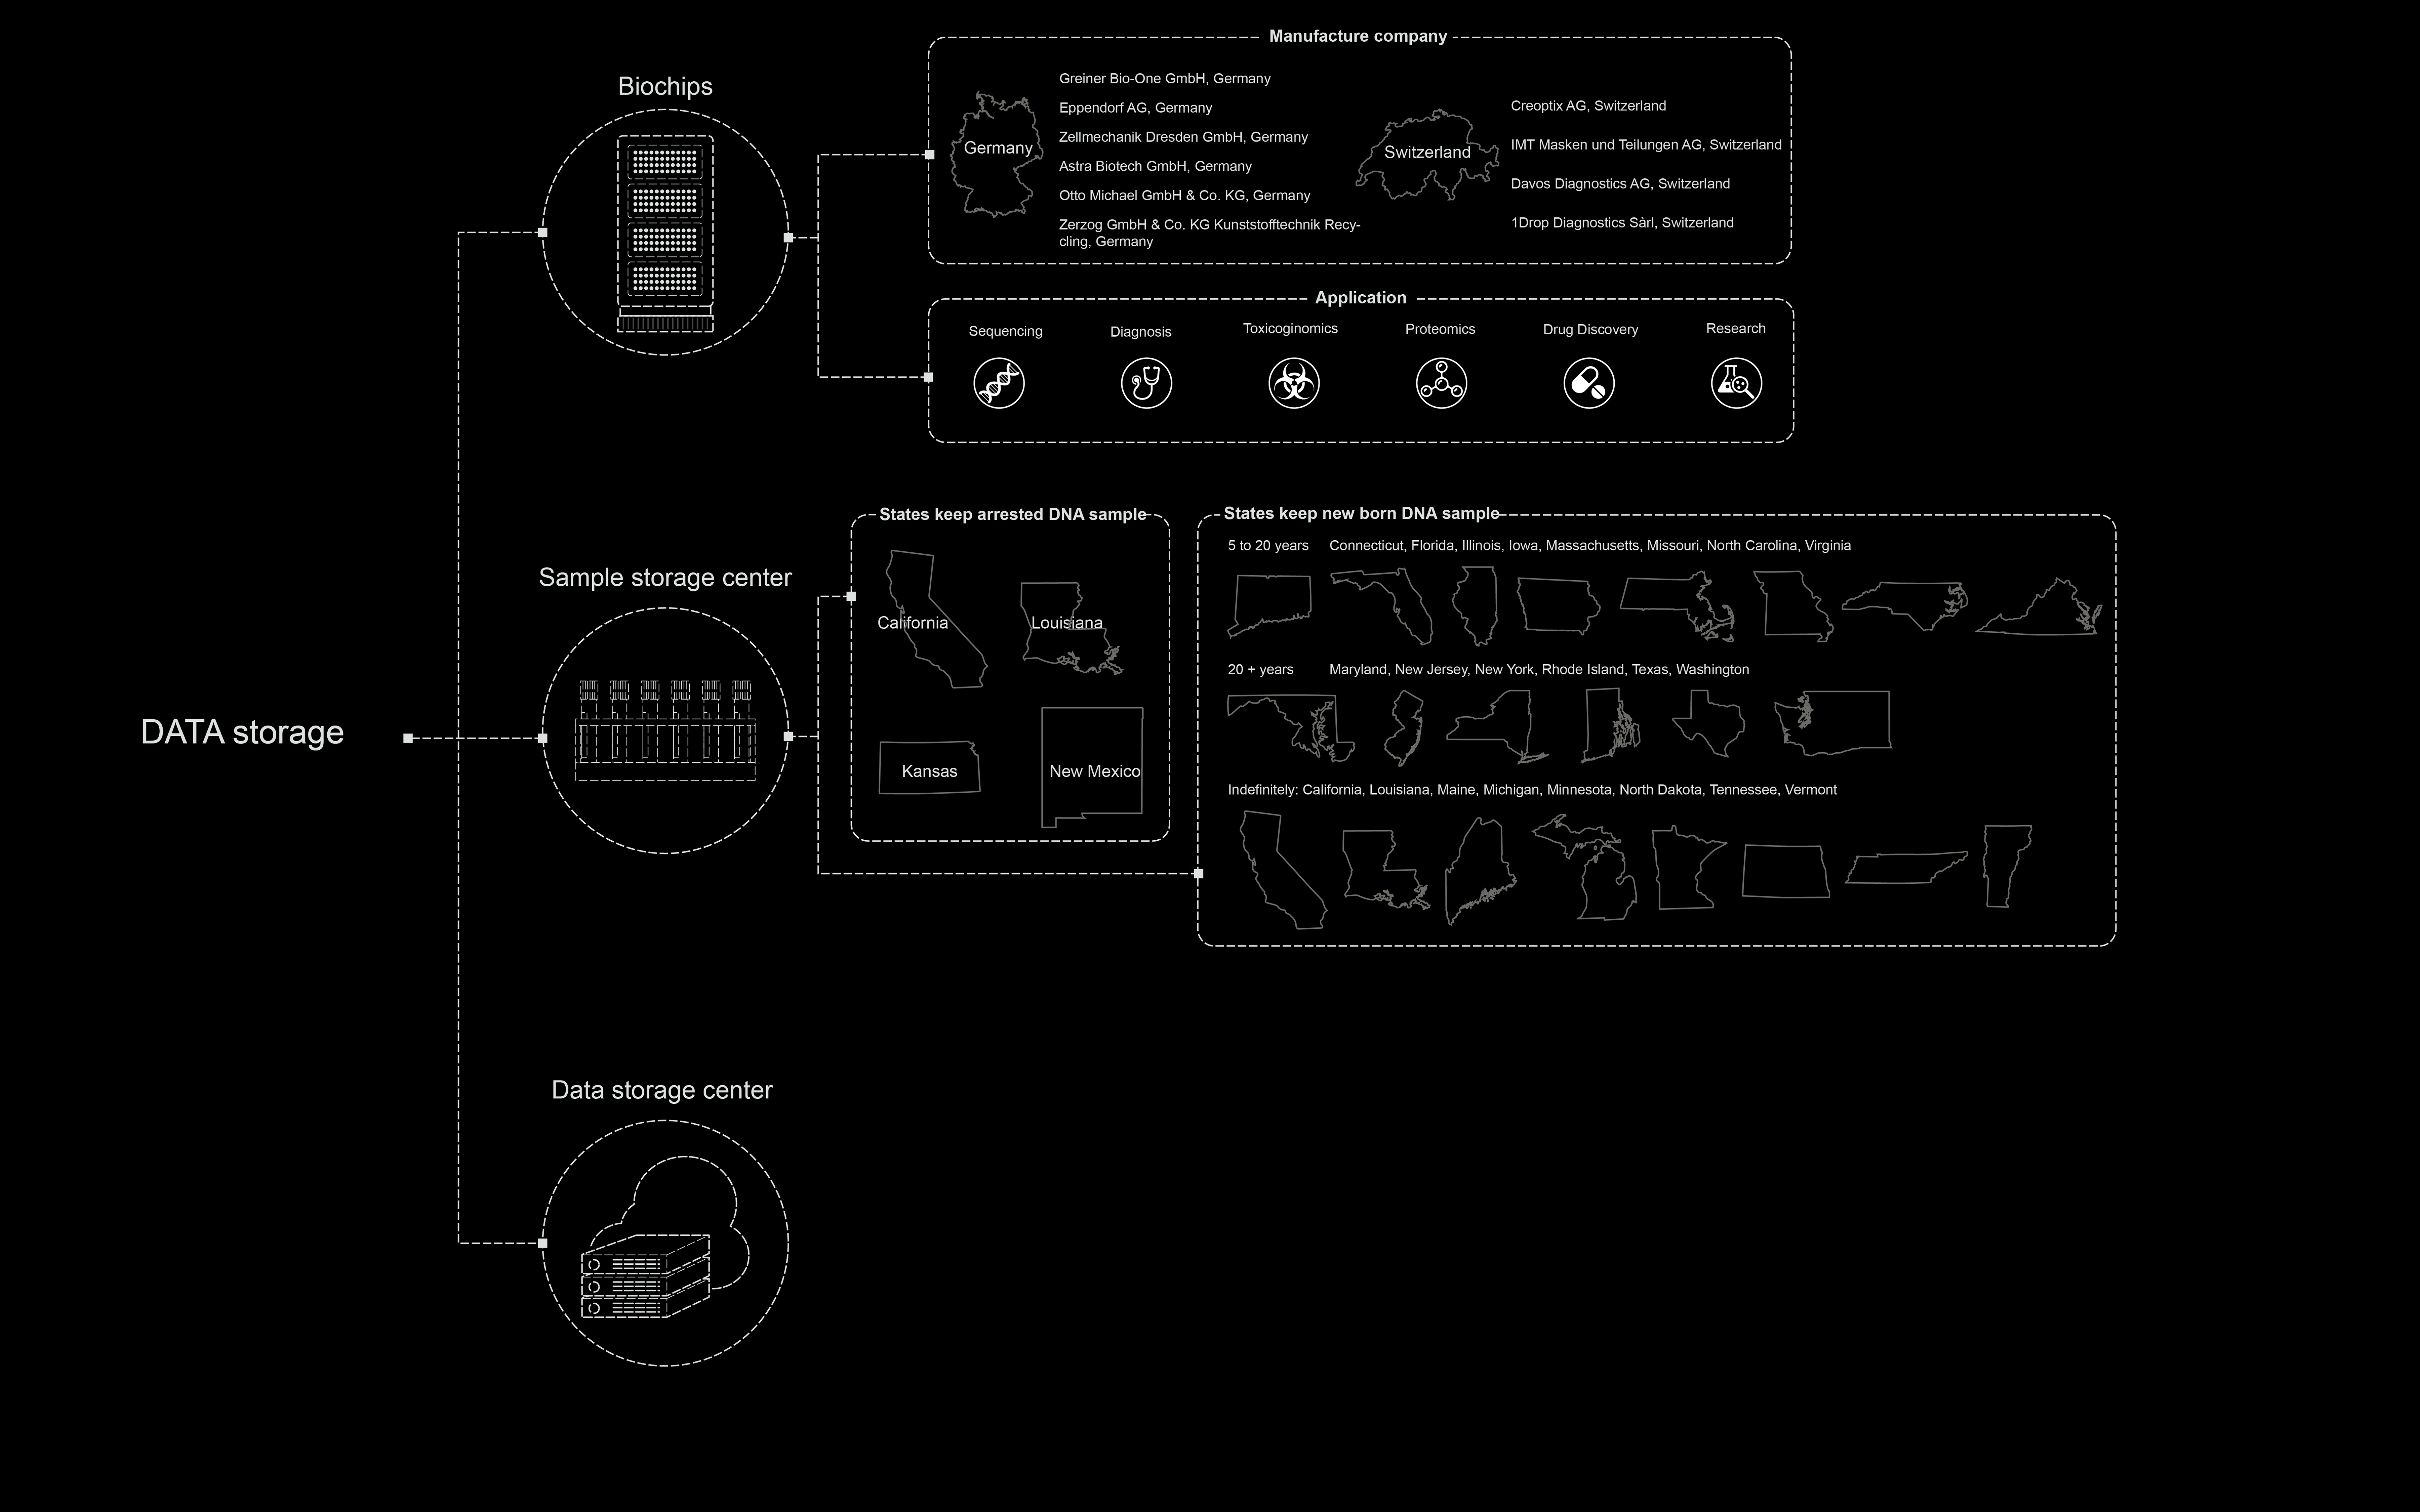 Manufacture company
Biochips
Greiner Bio-One GmbH, Germany
Eppendorf AG, Germany
Zellmechanik Dresden GmbH, Germany
Astra Biotech GmbH, Germany
Otto Michael GmbH & Co. KG, Germany
Zerzog GmbH & Co. KG Kunststofftechnik Recy-
cling, Germany
Germany
Switzerland
Creoptix AG, Switzerland
IMT Masken und Teilungen AG, Switzerland
Davos Diagnostics AG, Switzerland
1Drop Diagnostics Sàrl, Switzerland
Application
Sequencing
Diagnosis
Toxicoginomics
Proteomics
Drug Discovery
Research
DATA storage
Sample storage center
States keep arrested DNA sample
California
Louisiana
Kansas
New Mexico
States keep new born DNA sample
5 to 20 years Connecticut, Florida, Illinois, Iowa, Massachusetts, Missouri, North Carolina, Virginia
20 + years Maryland, New Jersey, New York, Rhode Island, Texas, Washington
Indefinitely: California, Louisiana, Maine, Michigan, Minnesota, North Dakota, Tennessee, Vermont
Data storage center